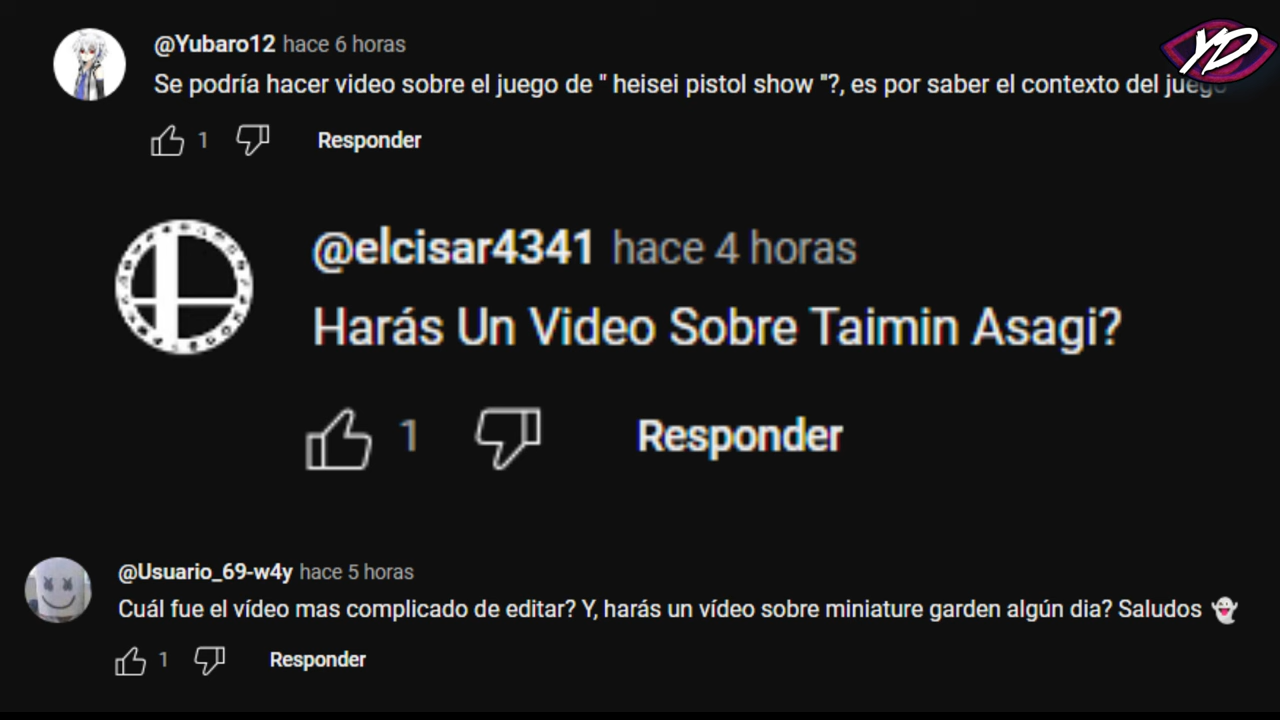 @Yubaro12 hace 6 horas
YD
Se podría hacer video sobre el juego de " heisei pistol show "?, es por saber el contexto del juego
1 Responder
@elcisar4341 hace 4 horas
Harás Un Video Sobre Taimin Asagi?
1 Responder
@Usuario_69-w4y hace 5 horas
Cuál fue el vídeo mas complicado de editar? Y, harás un vídeo sobre miniature garden algún dia? Saludos 👻
1 Responder